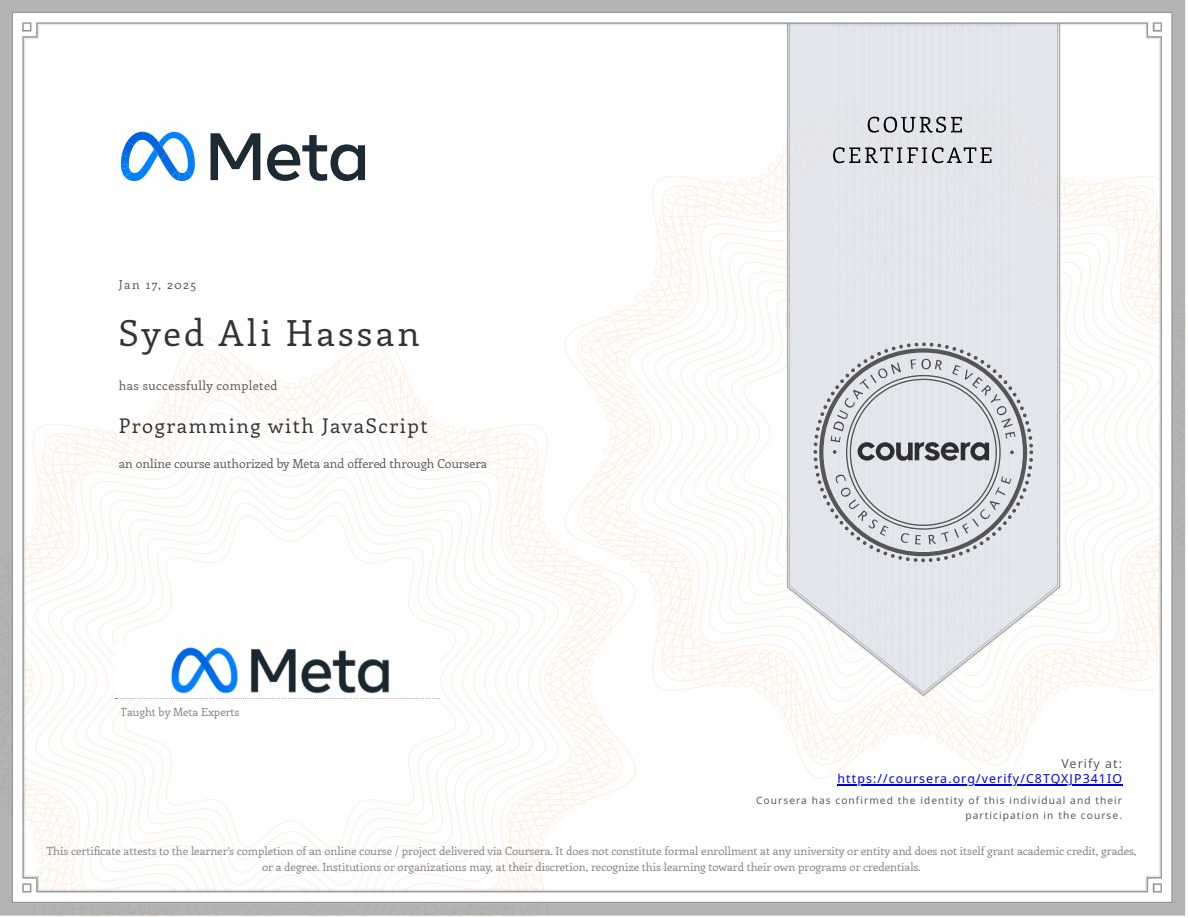 Meta
COURSE
CERTIFICATE
Jan 17, 2025
Syed Ali Hassan
has successfully completed
Programming with JavaScript
an online course authorized by Meta and offered through Coursera
EDUCATION FOR EVERYONE
coursera
COURSE CERTIFICATE
Meta
Taught by Meta Experts
Verify at:
https://coursera.org/verify/C8TQXJP341IO
Coursera has confirmed the identity of this individual and their
participation in the course.
This certificate attests to the learner's completion of an online course / project delivered via Coursera. It does not constitute formal enrollment at any university or entity and does not itself grant academic credit, grades,
or a degree. Institutions or organizations may, at their discretion, recognize this learning toward their own programs or credentials.